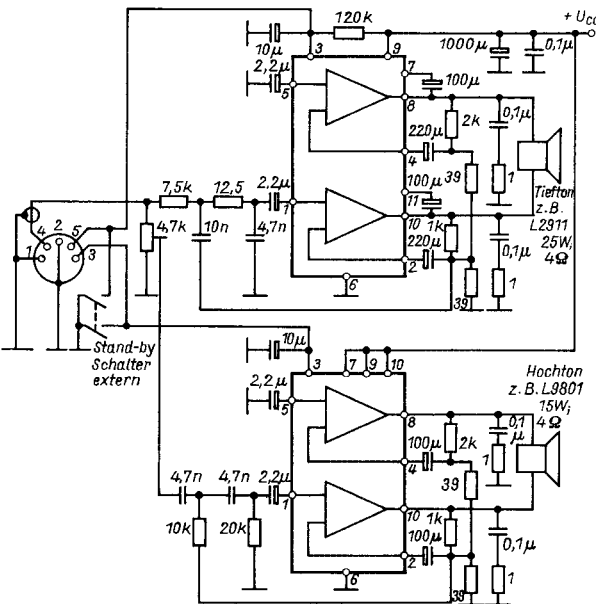 120k
+ U_CC
10µ
3
9
1000µ
0,1µ
7
2,2µ
100µ
5
8
2k
0,1µ
220µ
4
39
1
7,5k
12,5
2,2µ
100µ
11
Tiefton
z.B.
L2911
25W,
4Ω
1
10
1k
4,7k
10n
4,7n
220µ
0,1µ
2
4
2
5
1
3
6
39
1
Stand-by
Schalter
extern
10µ
3
7
9
10
Hochton
z.B. L9801
15W;
4Ω
2,2µ
5
8
0,1
µ
100µ
2k
4
1
39
4,7n
4,7n
2,2µ
1
10
1k
10k
20k
100µ
0,1µ
2
6
39
1